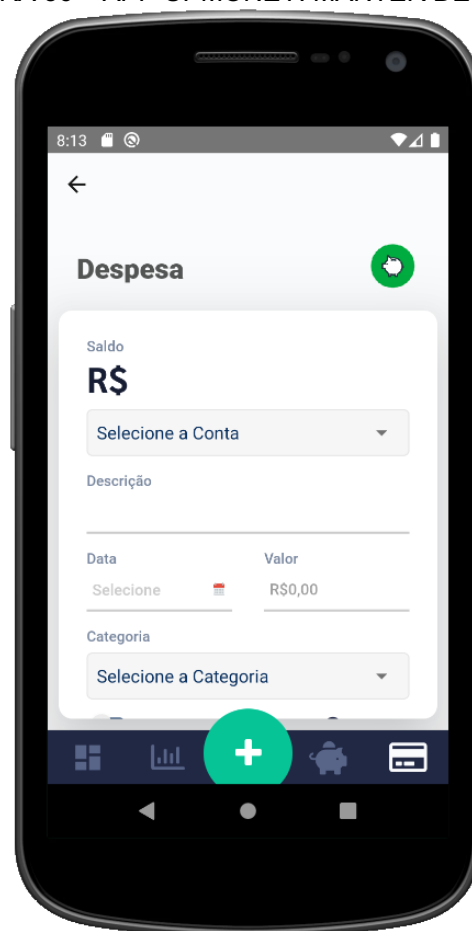 8:13
Despesa
Saldo
R$
Selecione a Conta
Descrição
Data Valor
Selecione R$0,00
Categoria
Selecione a Categoria